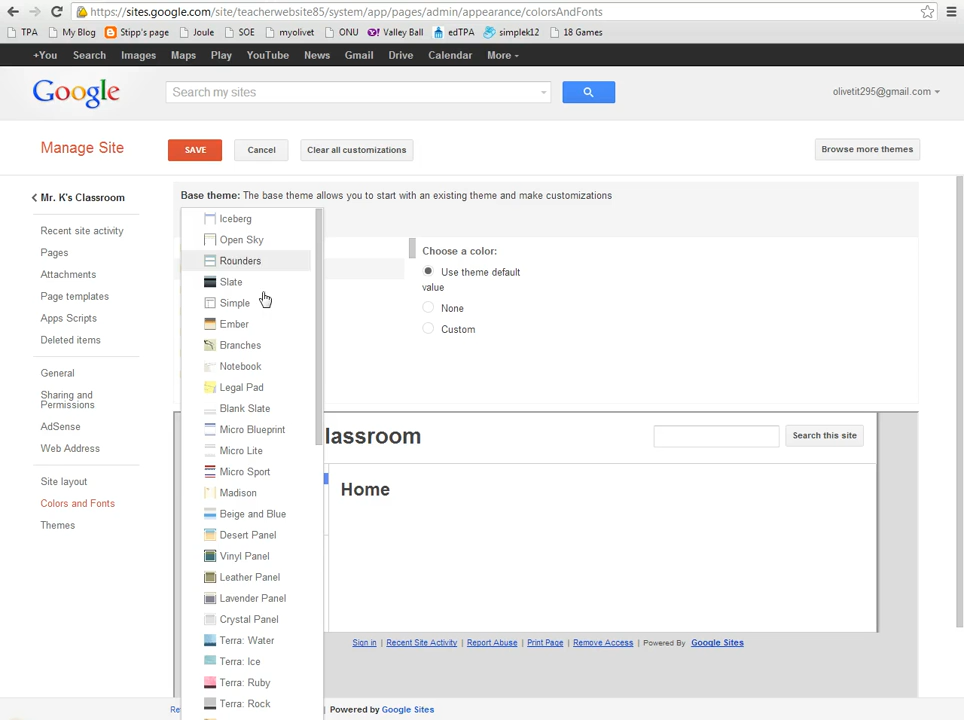 https://sites.google.com/site/teacherwebsite85/system/app/pages/admin/appearance/colorsAndFonts
TPA My Blog Stipp's page Joule SOE myolivet ONU Valley Ball edTPA simplek12 18 Games
+You Search Images Maps Play YouTube News Gmail Drive Calendar More
Google Search my sites olivetit295@gmail.com
Manage Site SAVE Cancel Clear all customizations Browse more themes
Mr. K's Classroom
Recent site activity
Pages
Attachments
Page templates
Apps Scripts
Deleted items
General
Sharing and
Permissions
AdSense
Web Address
Site layout
Colors and Fonts
Themes
Base theme: The base theme allows you to start with an existing theme and make customizations
Iceberg
Open Sky
Rounders
Slate
Simple
Ember
Branches
Notebook
Legal Pad
Blank Slate
Micro Blueprint
Micro Lite
Micro Sport
Madison
Beige and Blue
Desert Panel
Vinyl Panel
Leather Panel
Lavender Panel
Crystal Panel
Terra: Water
Terra: Ice
Terra: Ruby
Terra: Rock
Choose a color:
Use theme default
value
None
Custom
lassroom Search this site
Home
Sign in | Recent Site Activity | Report Abuse | Print Page | Remove Access | Powered By Google Sites
Re | Powered by Google Sites